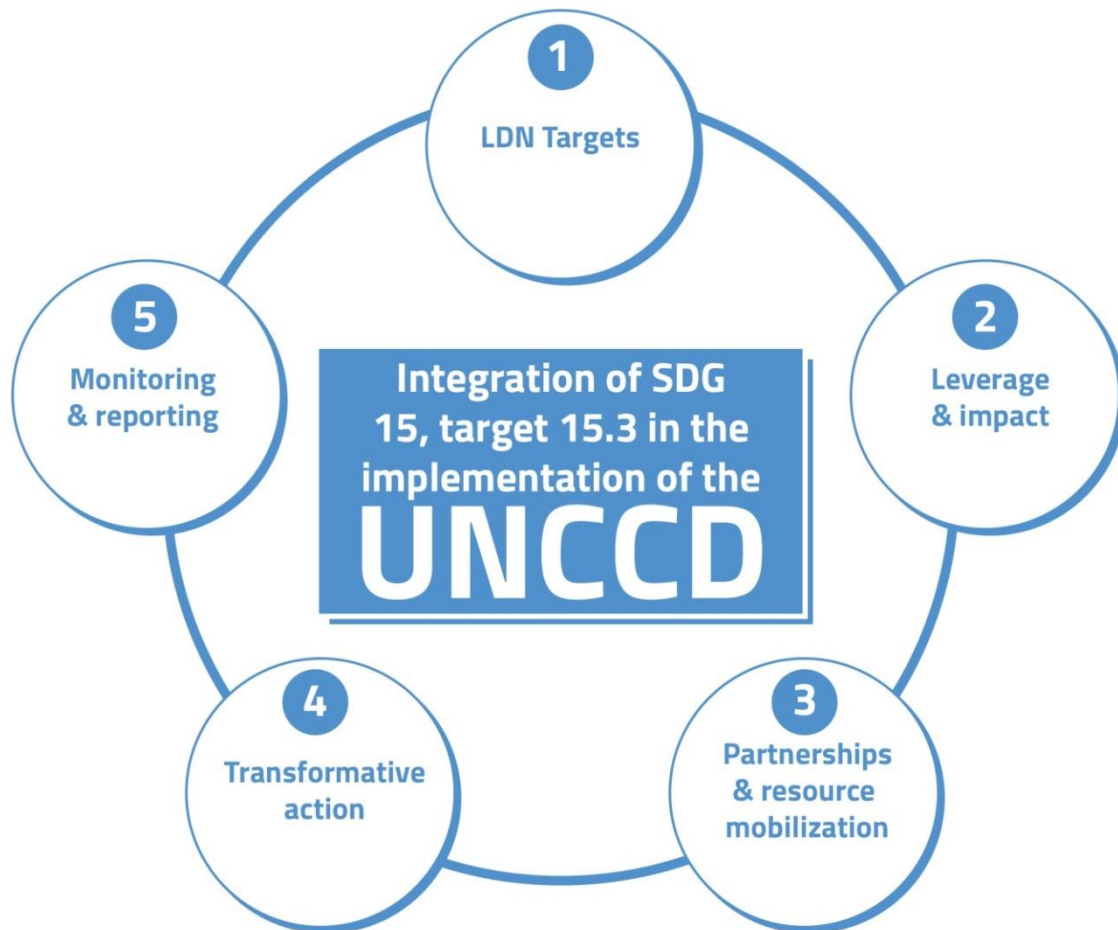 1
LDN Targets
2
Leverage
& impact
3
Partnerships
& resource
mobilization
4
Transformative
action
5
Monitoring
& reporting
Integration of SDG
15, target 15.3 in the
implementation of the
UNCCD